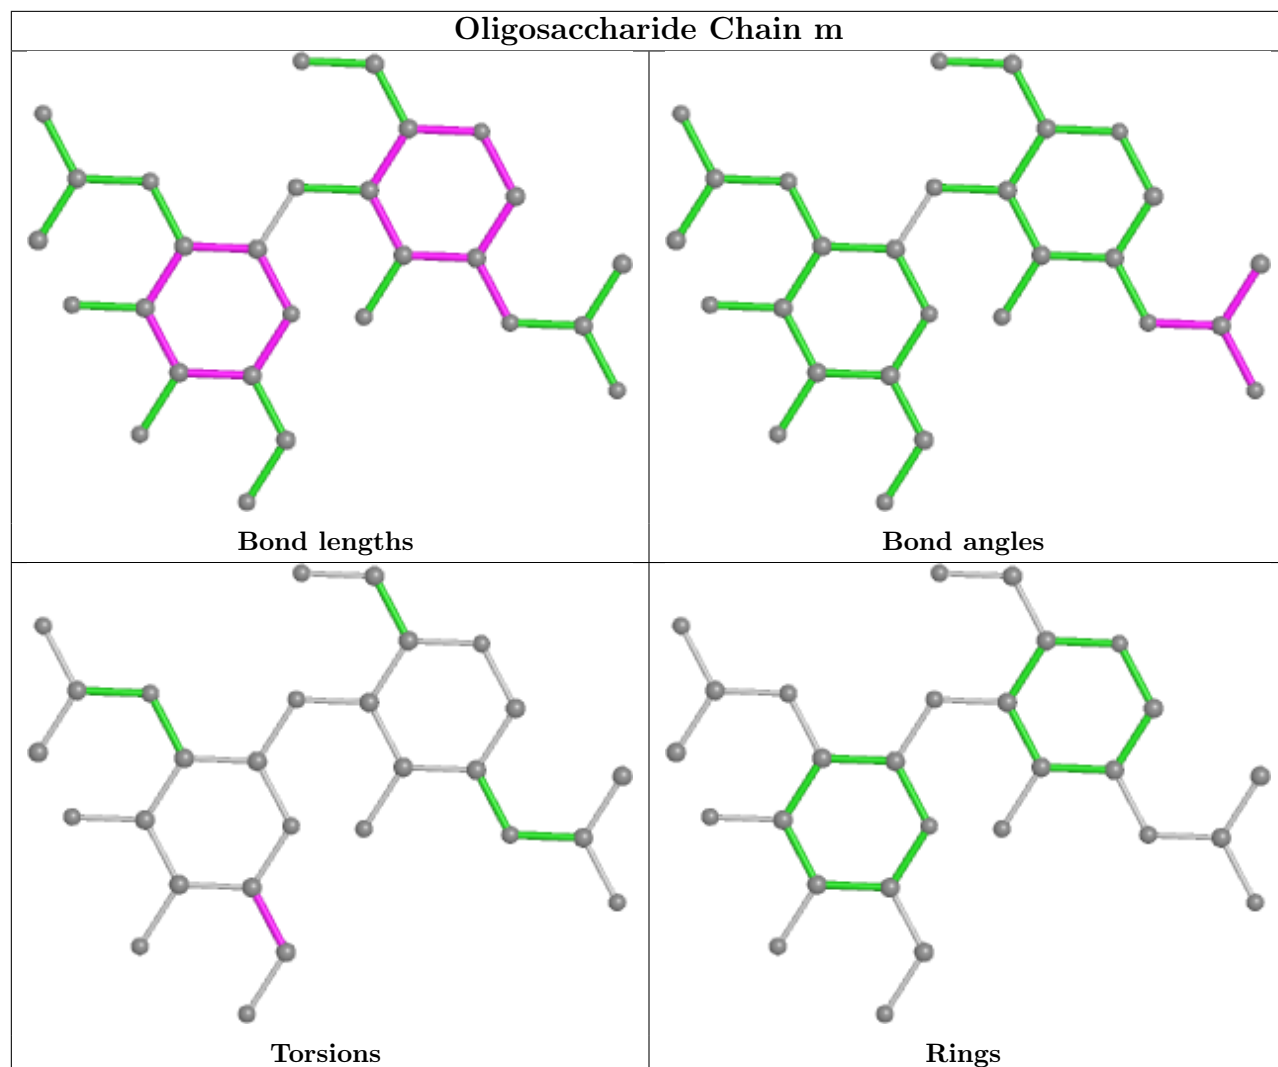 Oligosaccharide Chain m
Bond lengths
Bond angles
Torsions
Rings